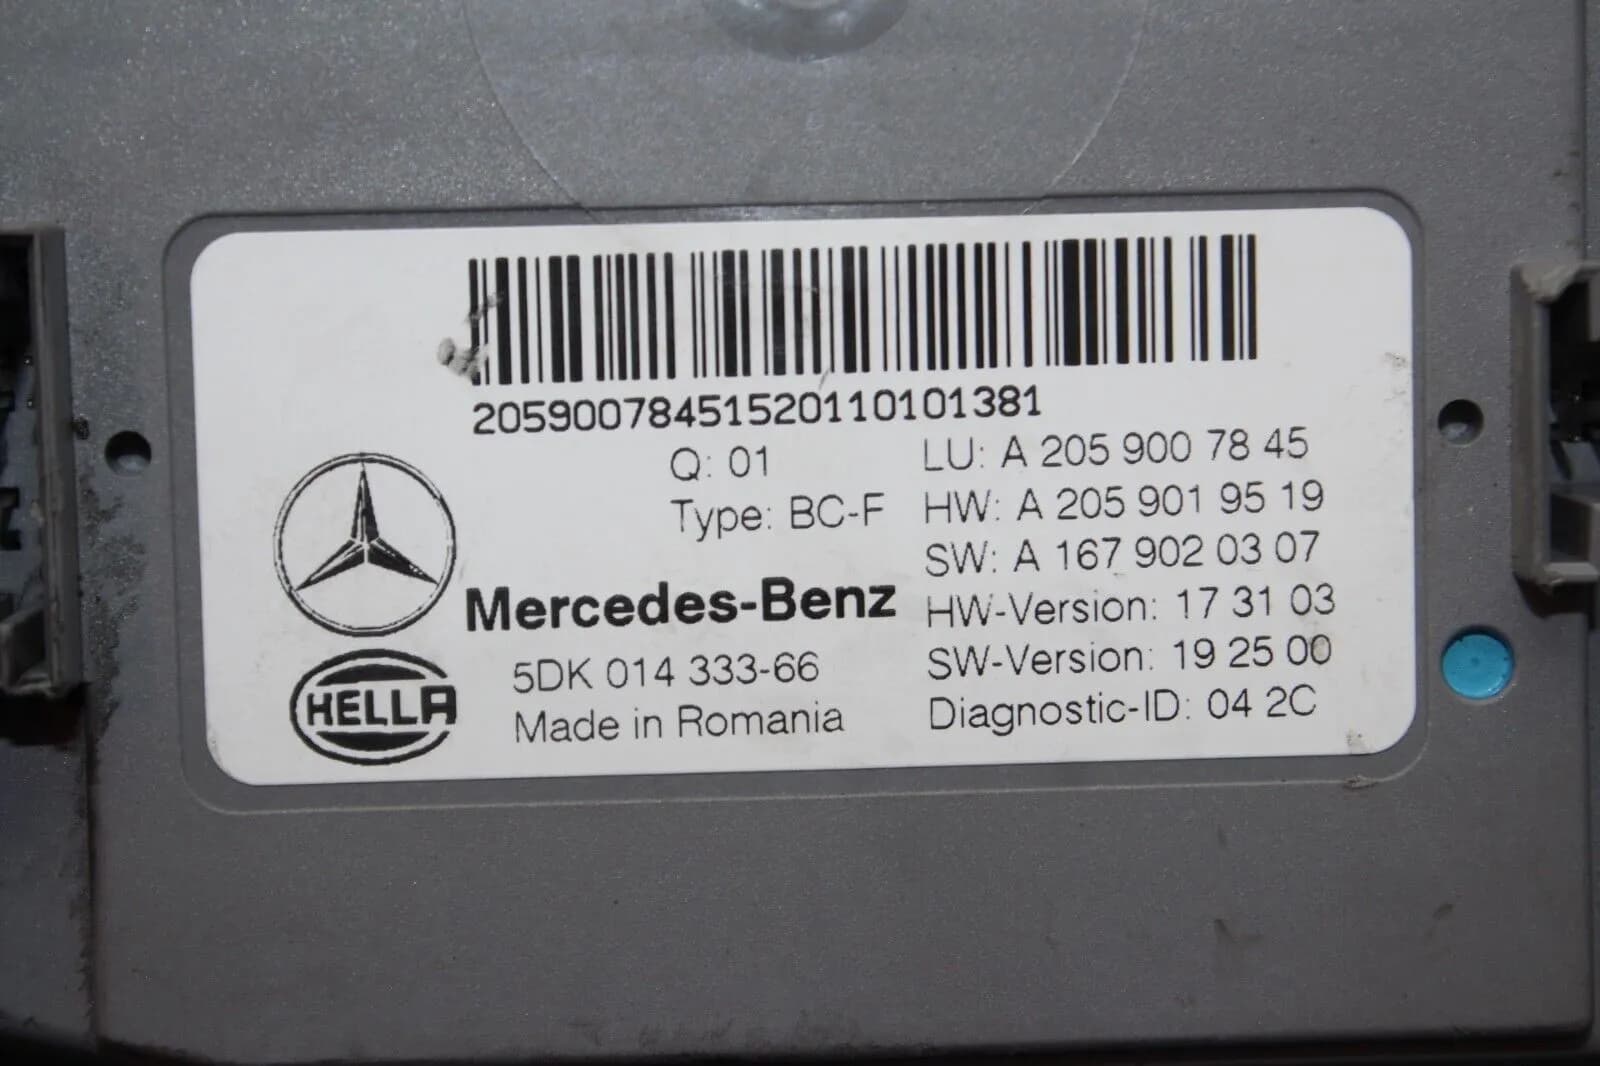 205900784515201101​01381
Q: 01
LU: A 205 900 78 45
Type: BC-F
HW: A 205 901 95 19
SW: A 167 902 03 07
Mercedes-Benz
HW-Version: 17 31 03
5DK 014 333-66
SW-Version: 19 25 00
HELLA
Made in Romania
Diagnostic-ID: 04 2C